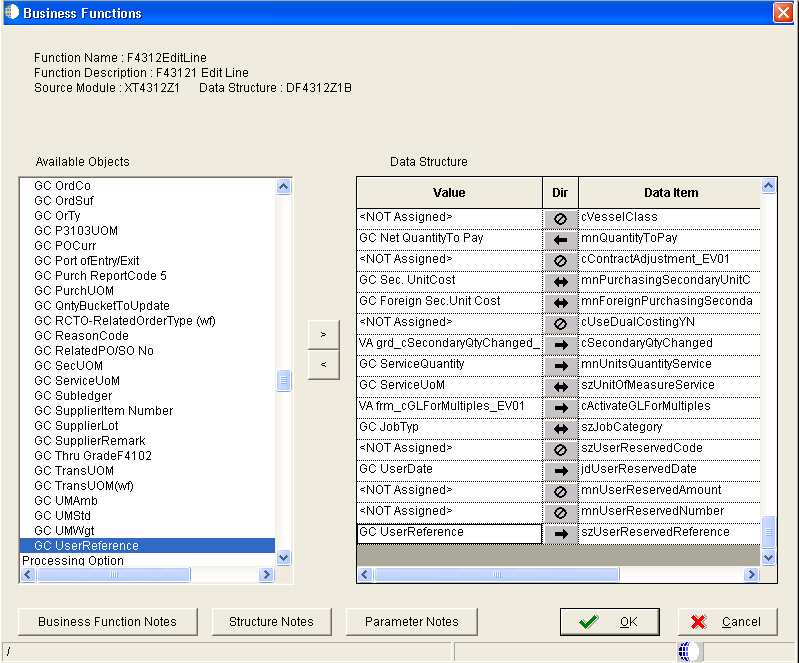 Business Functions
Function Name : F4312EditLine
Function Description : F43121 Edit Line
Source Module : XT4312Z1 Data Structure : DF4312Z1B
Available Objects
GC OrdCo
GC OrdSuf
GC OrTy
GC P3103UOM
GC POCurr
GC Port ofEntry/Exit
GC Purch ReportCode 5
GC PurchUOM
GC QntyBucketToUpdate
GC RCTO-RelatedOrderType (wf)
GC ReasonCode
GC RelatedPO/SO No
GC SecUOM
GC ServiceUoM
GC Subledger
GC SupplierItem Number
GC SupplierLot
GC SupplierRemark
GC Thru GradeF4102
GC TransUOM
GC TransUOM(wf)
GC UMAmb
GC UMStd
GC UMWgt
GC UserReference
Processing Option
>
<
Data Structure
Value Dir Data Item
<NOT Assigned> cVesselClass
GC Net QuantityTo Pay mnQuantityToPay
<NOT Assigned> cContractAdjustment_EV01
GC Sec. UnitCost mnPurchasingSecondaryUnitC
GC Foreign Sec.Unit Cost mnForeignPurchasingSeconda
<NOT Assigned> cUseDualCostingYN
VA grd_cSecondaryQtyChanged_ cSecondaryQtyChanged
GC ServiceQuantity mnUnitsQuantityService
GC ServiceUoM szUnitOfMeasureService
VA frm_cGLForMultiples_EV01 cActivateGLForMultiples
GC JobTyp szJobCategory
<NOT Assigned> szUserReservedCode
GC UserDate jdUserReservedDate
<NOT Assigned> mnUserReservedAmount
<NOT Assigned> mnUserReservedNumber
GC UserReference szUserReservedReference
Business Function Notes Structure Notes Parameter Notes OK Cancel
/